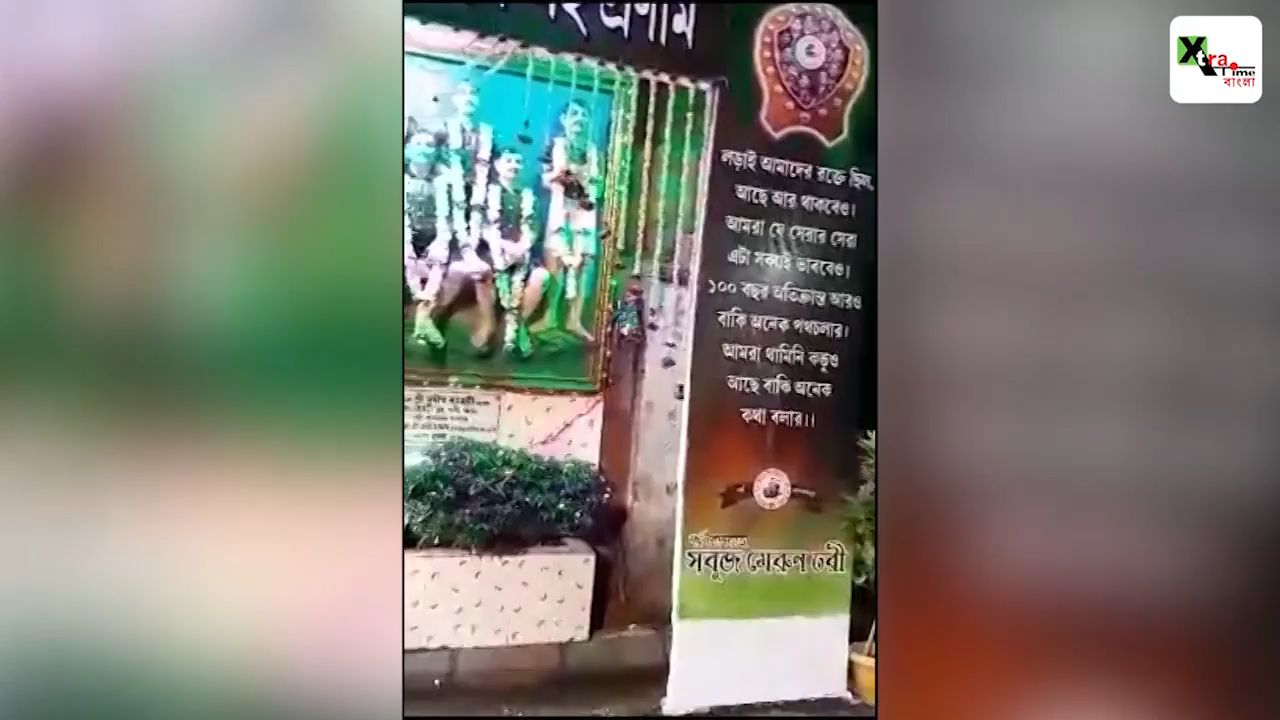 প্রণাম
Xtra
Time
বাংলা
লড়াই আমাদের রক্তে ছিল,
আছে আর থাকবেও।
আমরা যে সেরার সেরা
এটা সবাই ভাববেও।
১০০ বছর অতিক্রান্ত আরও
বাকি অনেক পথচলার।
আমরা থামিনি কভুও
আছে বাকি অনেক
কথা বলার।।
সবুজ মেরুন তরী